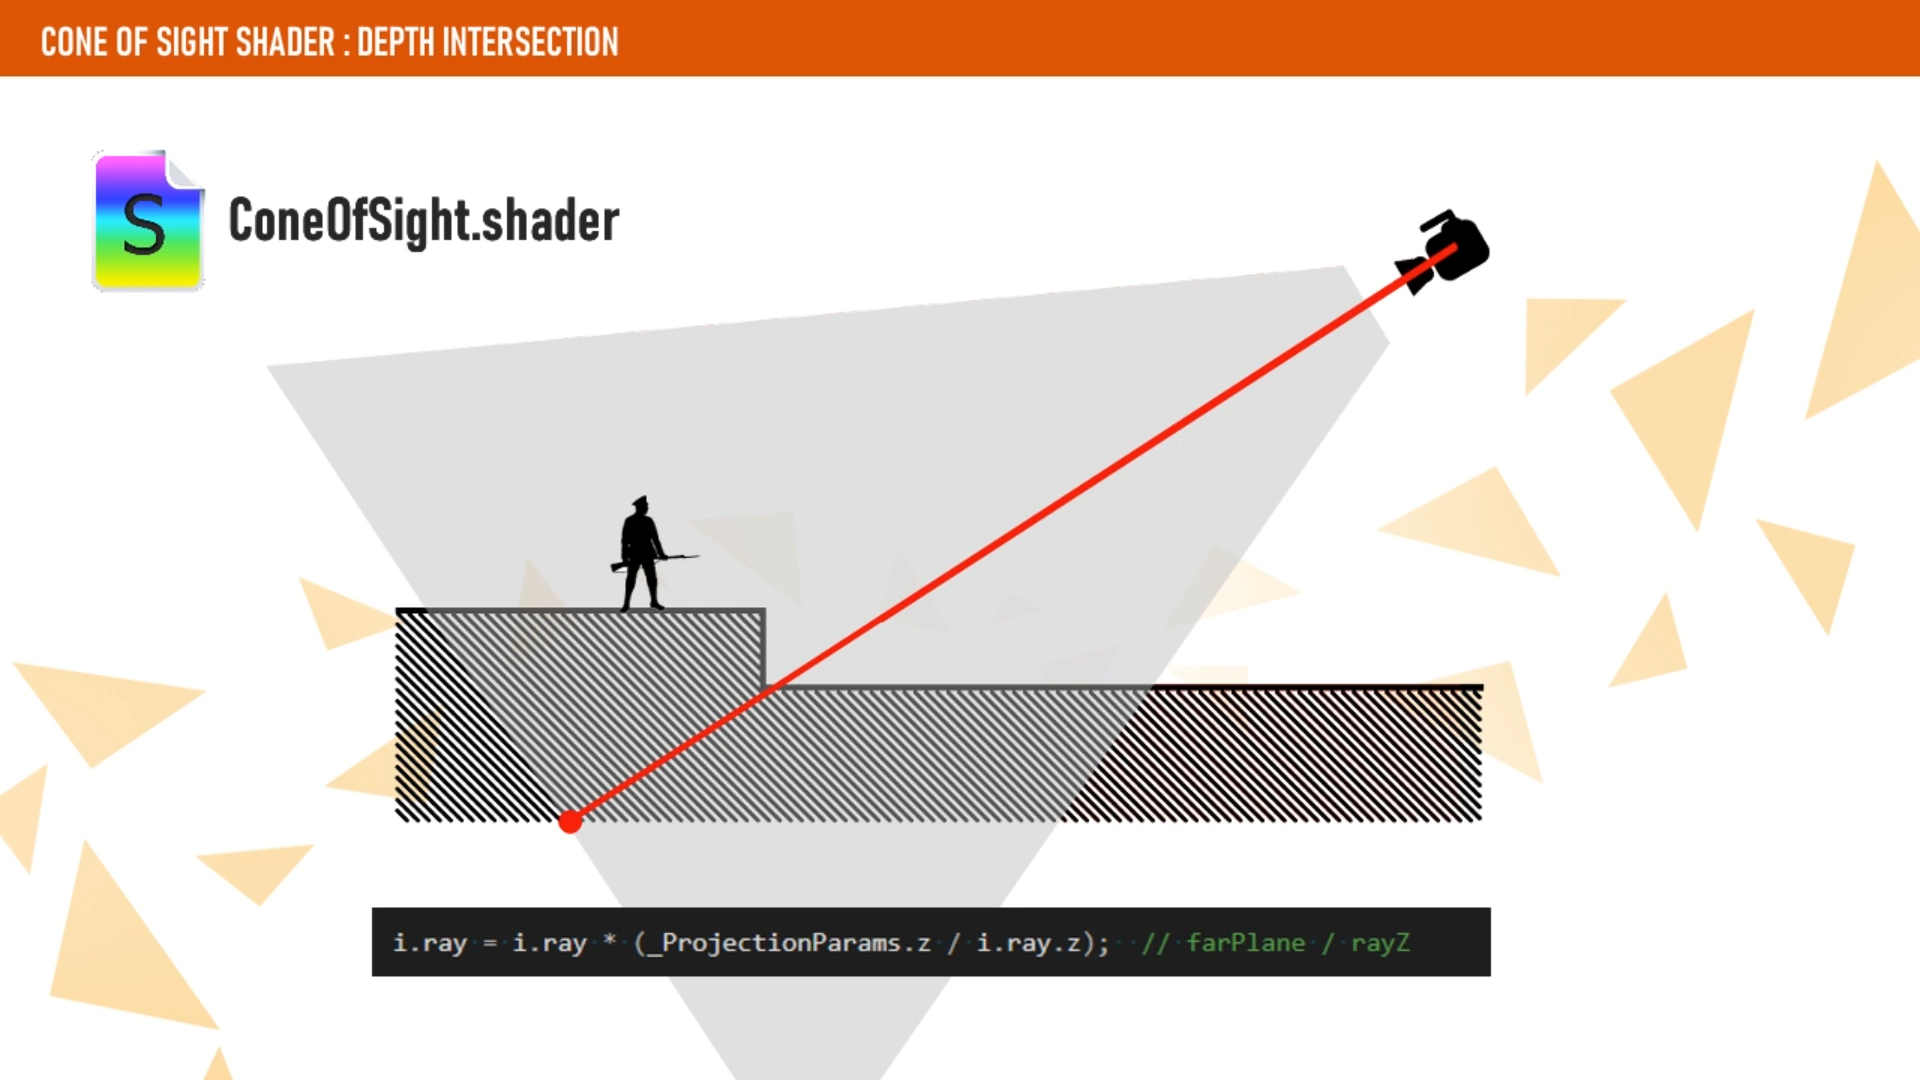 CONE OF SIGHT SHADER : DEPTH INTERSECTION
S
ConeOfSight.shader
i.ray = i.ray * (_ProjectionParams.z / i.ray.z); // farPlane / rayZ